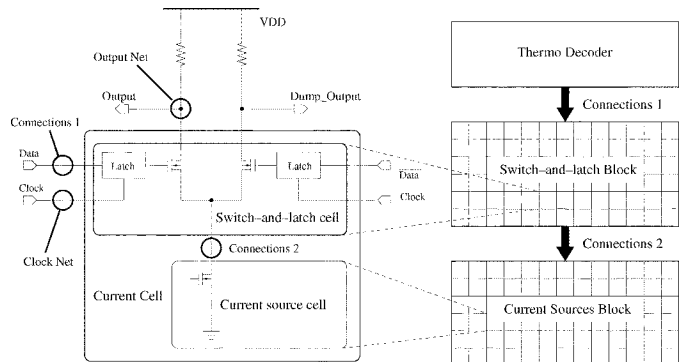 VDD
Output Net
Output
Dump_Output
Connections 1
Data
Latch
Latch
Data
Clock
Clock
Switch-and-latch cell
Clock Net
Connections 2
Current Cell
Current source cell
Thermo Decoder
Connections 1
Switch-and-latch Block
Connections 2
Current Sources Block